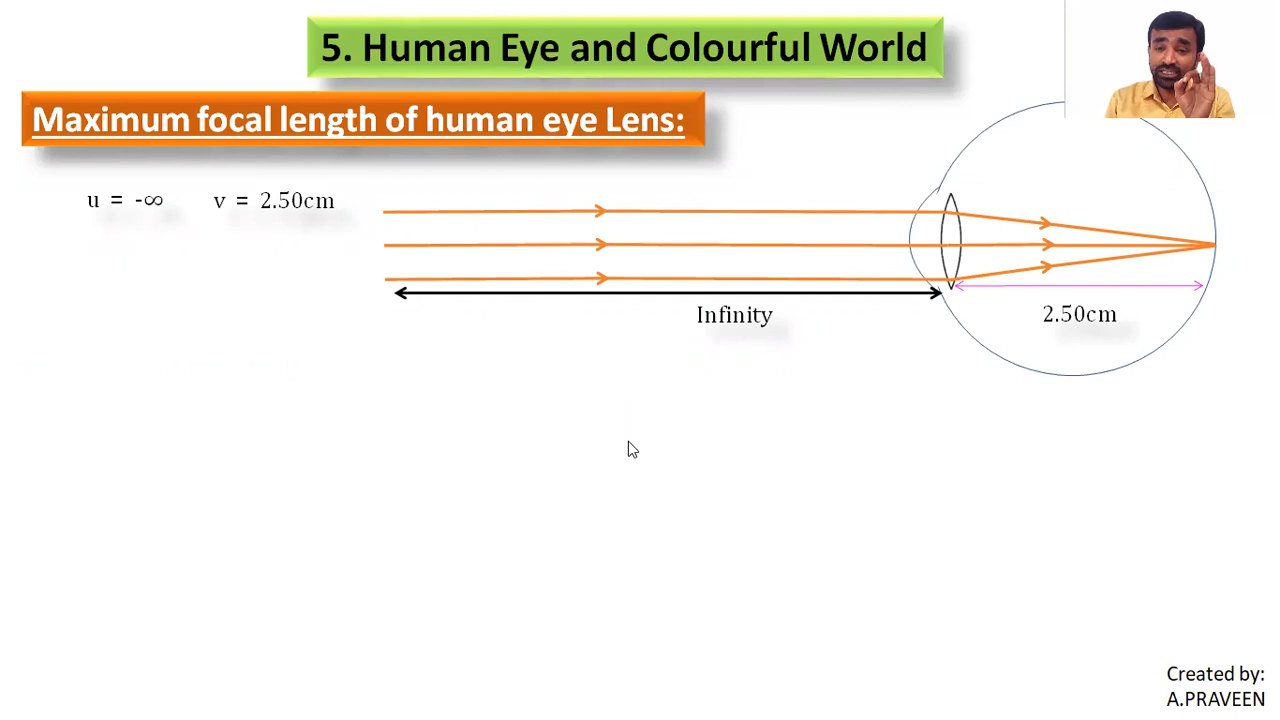 5. Human Eye and Colourful World
Maximum focal length of human eye Lens:
u = -∞ v = 2.50cm
Infinity
2.50cm
Created by:
A.PRAVEEN